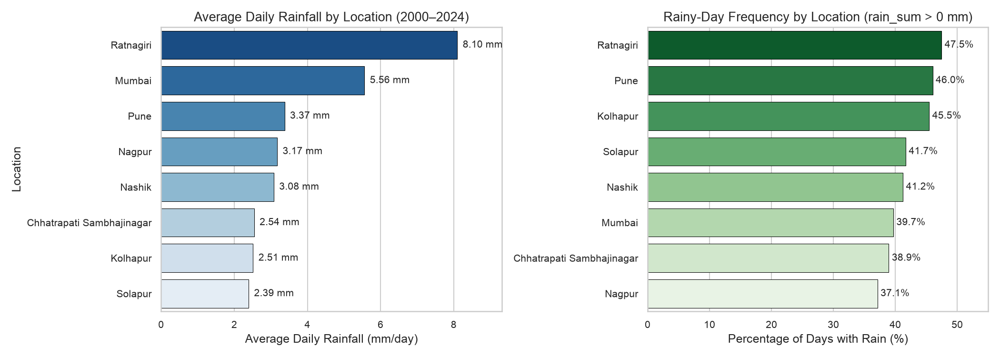 Average Daily Rainfall by Location (2000–2024)
Location
Ratnagiri 8.10 mm
Mumbai 5.56 mm
Pune 3.37 mm
Nagpur 3.17 mm
Nashik 3.08 mm
Chhatrapati Sambhajinagar 2.54 mm
Kolhapur 2.51 mm
Solapur 2.39 mm
0 2 4 6 8
Average Daily Rainfall (mm/day)
Rainy-Day Frequency by Location (rain_sum > 0 mm)
Ratnagiri 47.5%
Pune 46.0%
Kolhapur 45.5%
Solapur 41.7%
Nashik 41.2%
Mumbai 39.7%
Chhatrapati Sambhajinagar 38.9%
Nagpur 37.1%
0 10 20 30 40 50
Percentage of Days with Rain (%)